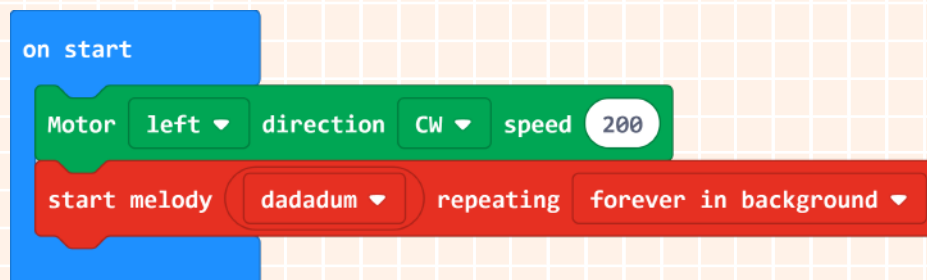 on start
Motor left direction CW speed 200
start melody dadadum repeating forever in background